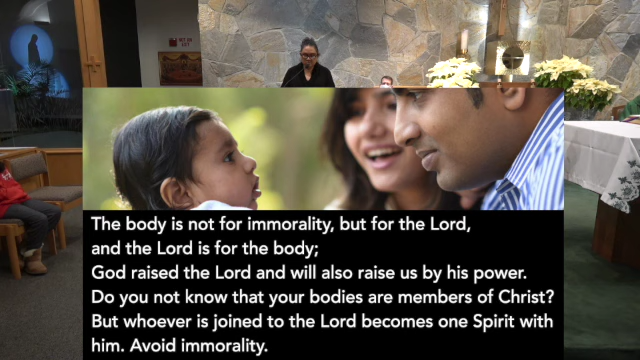 The body is not for immorality, but for the Lord,
and the Lord is for the body;
God raised the Lord and will also raise us by his power.
Do you not know that your bodies are members of Christ?
But whoever is joined to the Lord becomes one Spirit with
him. Avoid immorality.